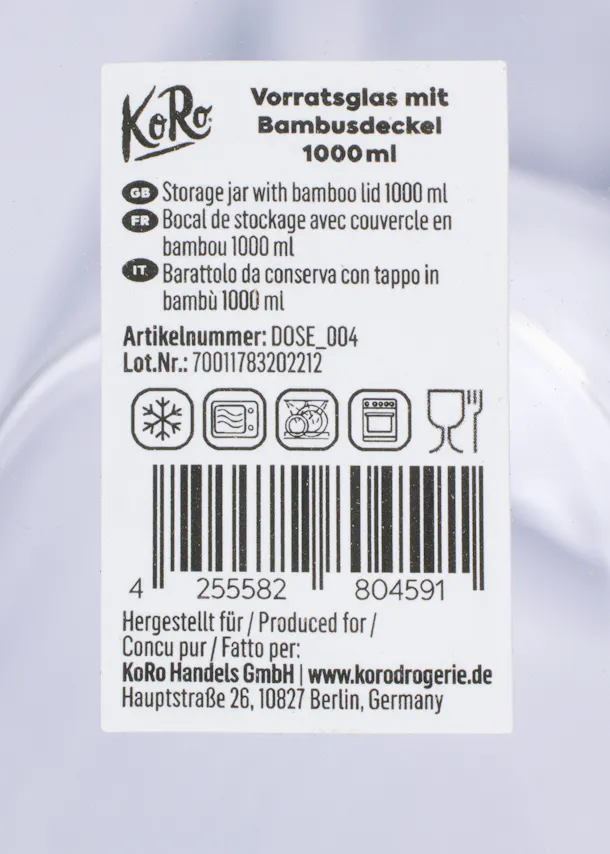 KoRo
Vorratsglas mit
Bambusdeckel
1000 ml
GB Storage jar with bamboo lid 1000 ml
FR Bocal de stockage avec couvercle en
bambou 1000 ml
IT Barattolo da conserva con tappo in
bambù 1000 ml
Artikelnummer: DOSE_004
Lot.Nr.: 70011783202212
4 255582 804591
Hergestellt für / Produced for /
Concu pur / Fatto per:
KoRo Handels GmbH | www.korodrogerie.de
Hauptstraße 26, 10827 Berlin, Germany